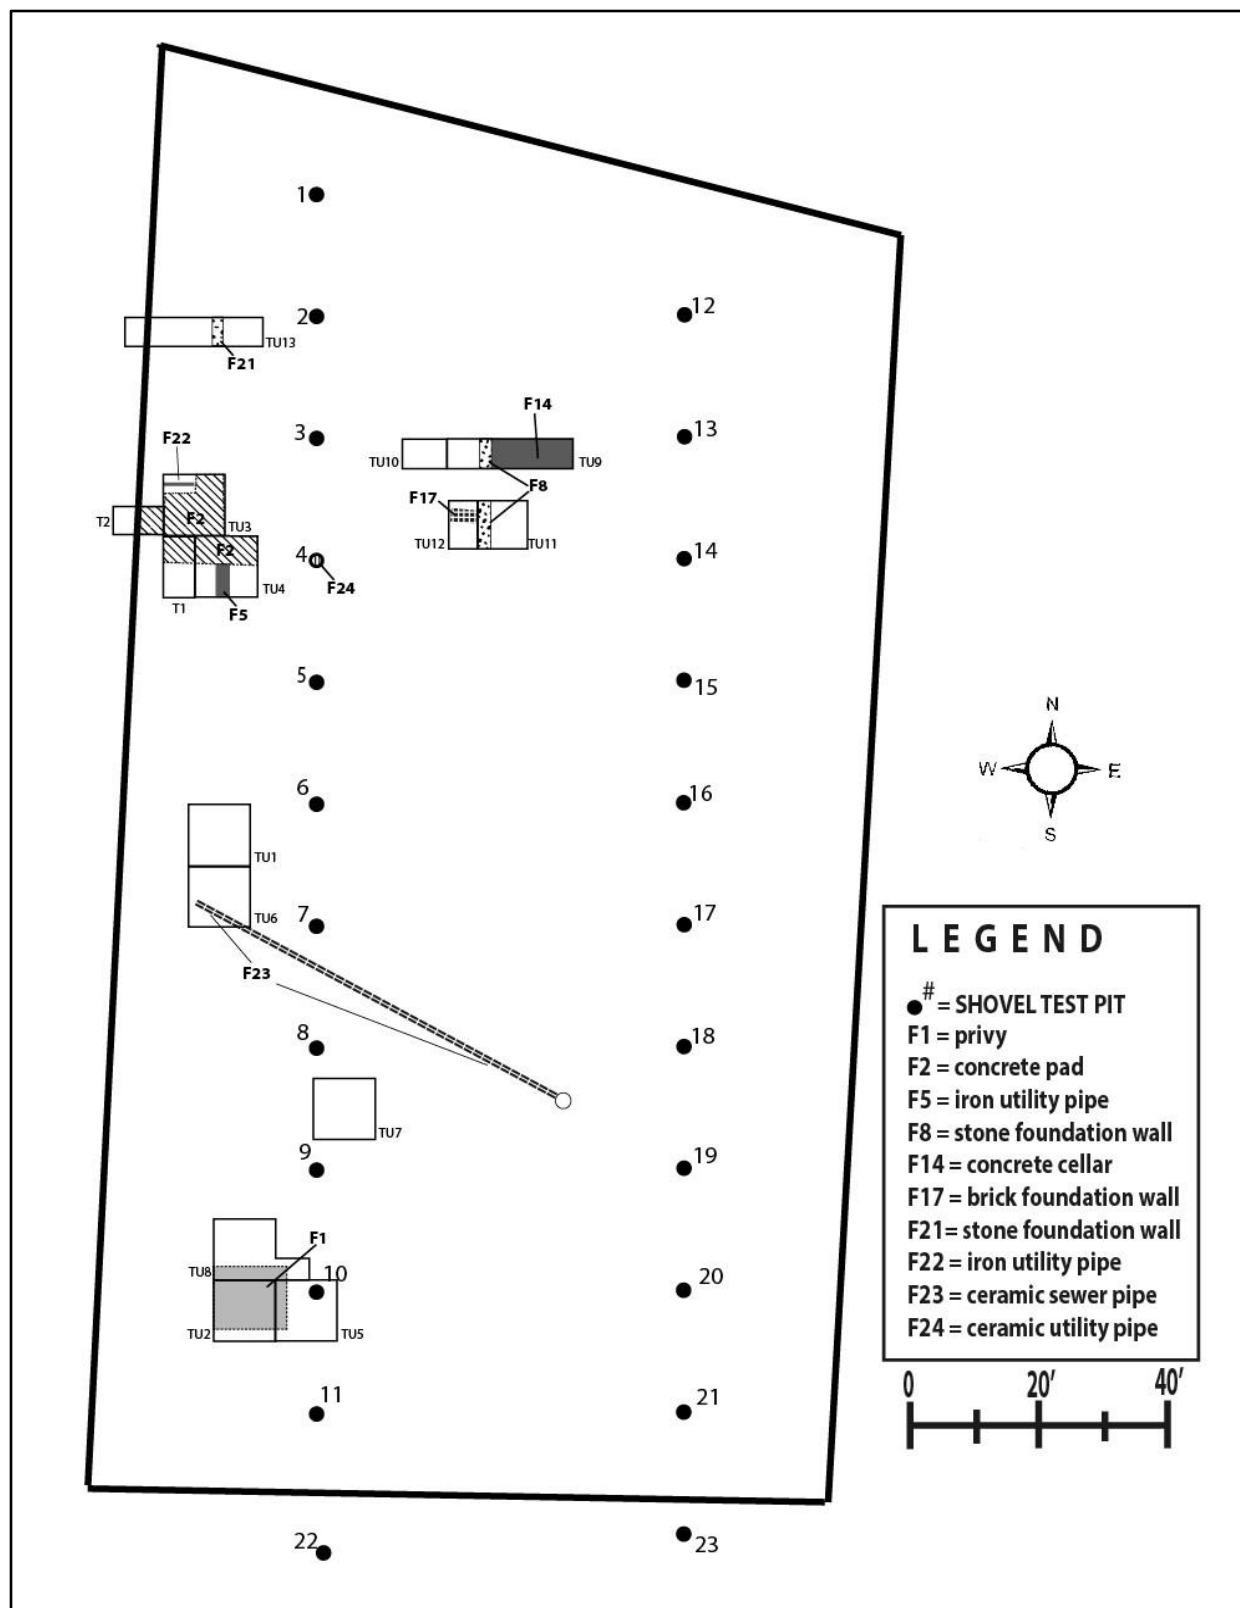 1
2
12
TU13
F21
F14
3
13
F22
TU10
TU9
F8
F17
T2
F2
TU3
TU12
TU11
F2
4
14
F24
TU4
T1
F5
5
15
N
W
E
S
6
16
TU1
TU6
7
17
F23
8
18
TU7
9
19
F1
TU8
10
20
TU2
TU5
11
21
22
23
LEGEND
# = SHOVEL TEST PIT
F1 = privy
F2 = concrete pad
F5 = iron utility pipe
F8 = stone foundation wall
F14 = concrete cellar
F17 = brick foundation wall
F21= stone foundation wall
F22 = iron utility pipe
F23 = ceramic sewer pipe
F24 = ceramic utility pipe
0 20' 40'